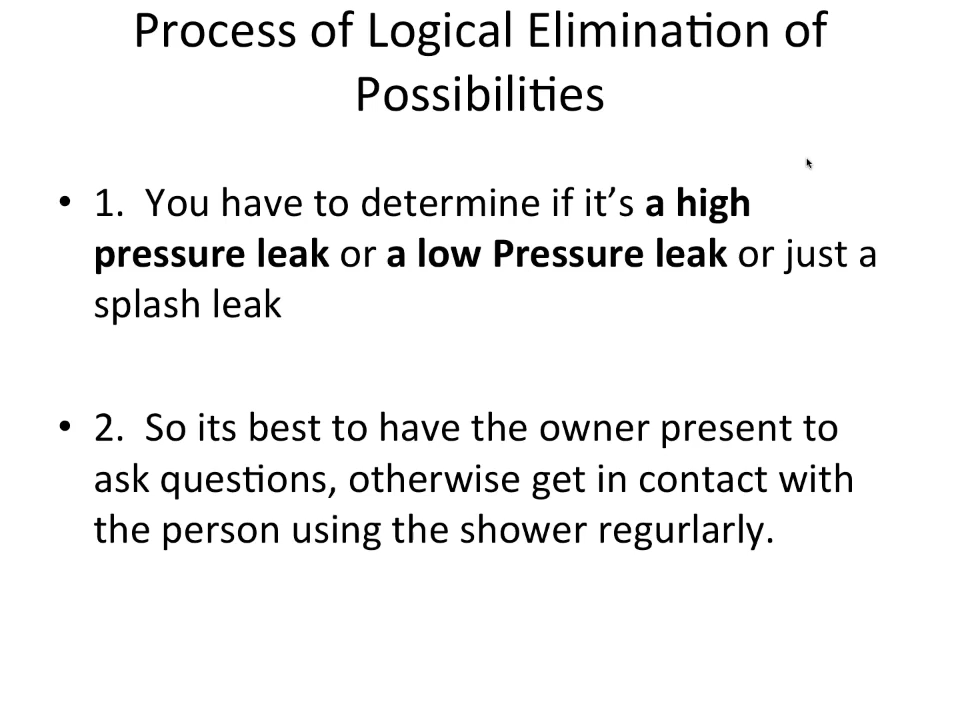 Process of Logical Elimination of
Possibilities
• 1.  You have to determine if it’s a high
pressure leak or a low Pressure leak or just a
splash leak
• 2.  So its best to have the owner present to
ask questions, otherwise get in contact with
the person using the shower regurlarly.